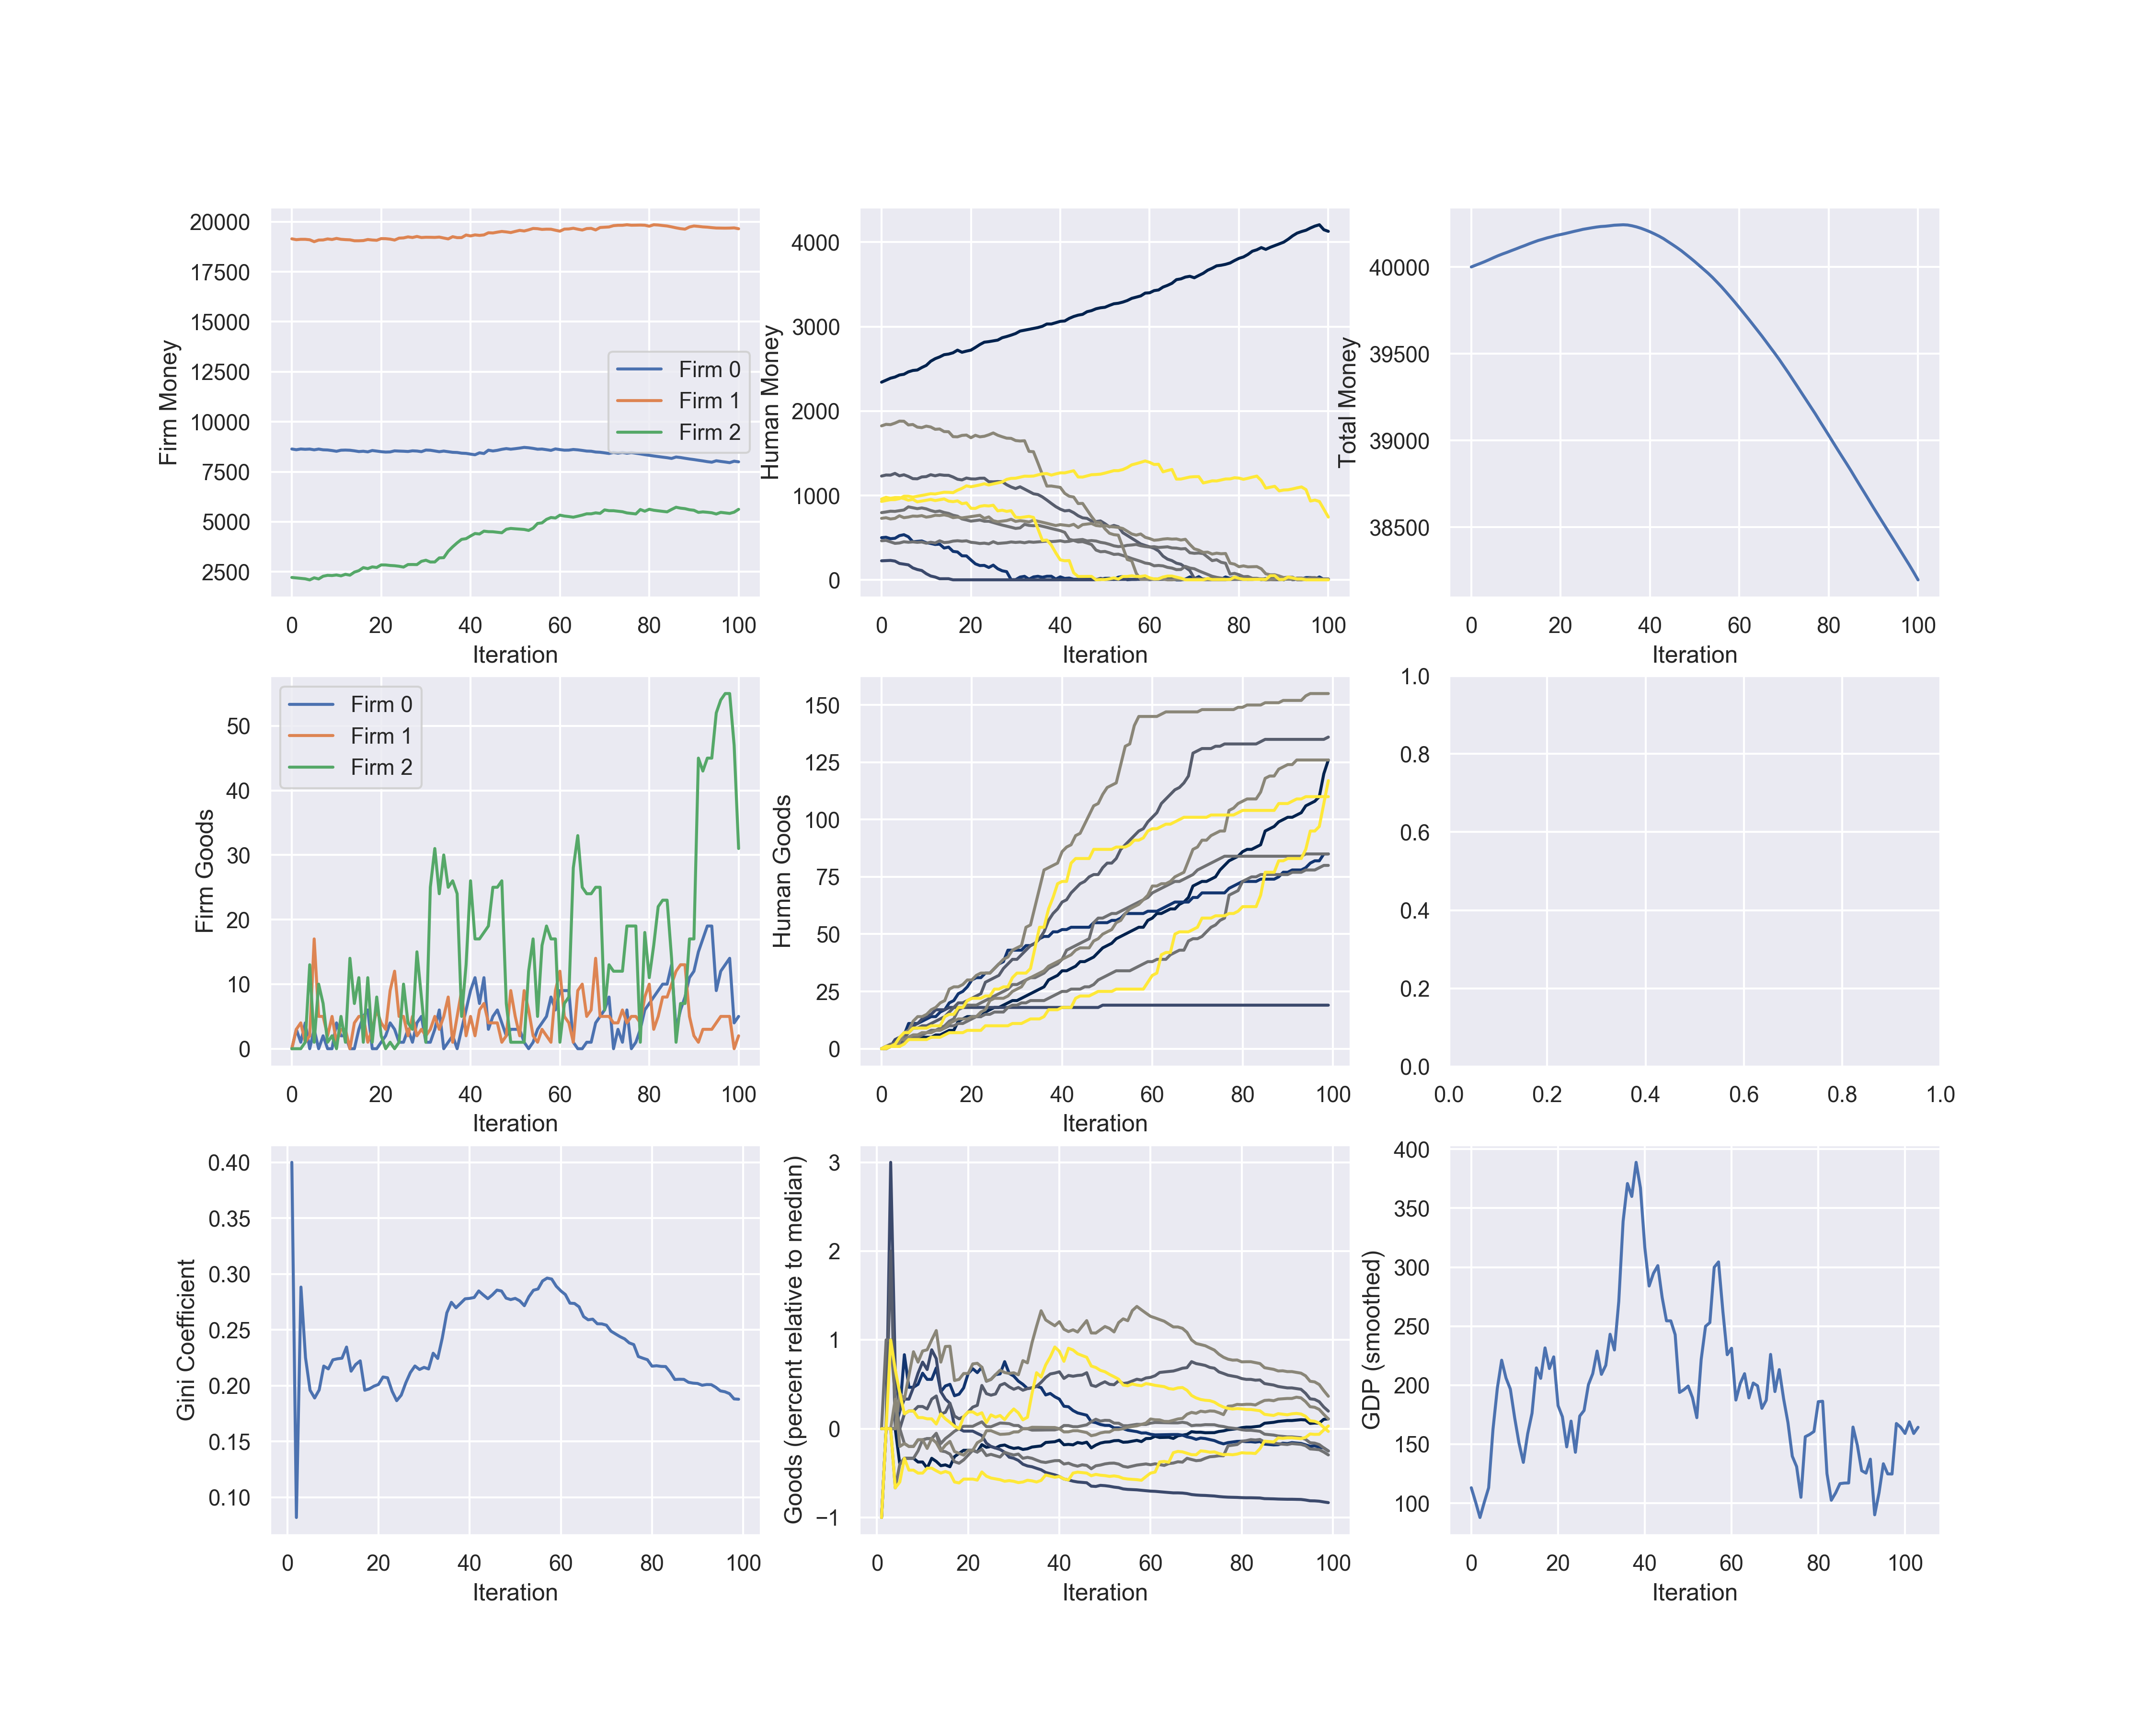 Firm Money
20000
17500
15000
12500
10000
7500
5000
2500
0 20 40 60 80 100
Iteration
Firm 0
Firm 1
Firm 2
Human Money
4000
3000
2000
1000
0
0 20 40 60 80 100
Iteration
Total Money
40000
39500
39000
38500
0 20 40 60 80 100
Iteration
Firm Goods
50
40
30
20
10
0
0 20 40 60 80 100
Iteration
Firm 0
Firm 1
Firm 2
Human Goods
150
125
100
75
50
25
0
0 20 40 60 80 100
Iteration
1.0
0.8
0.6
0.4
0.2
0.0
0.0 0.2 0.4 0.6 0.8 1.0
Gini Coefficient
0.40
0.35
0.30
0.25
0.20
0.15
0.10
0 20 40 60 80 100
Iteration
Goods (percent relative to median)
3
2
1
0
−1
0 20 40 60 80 100
Iteration
GDP (smoothed)
400
350
300
250
200
150
100
0 20 40 60 80 100
Iteration